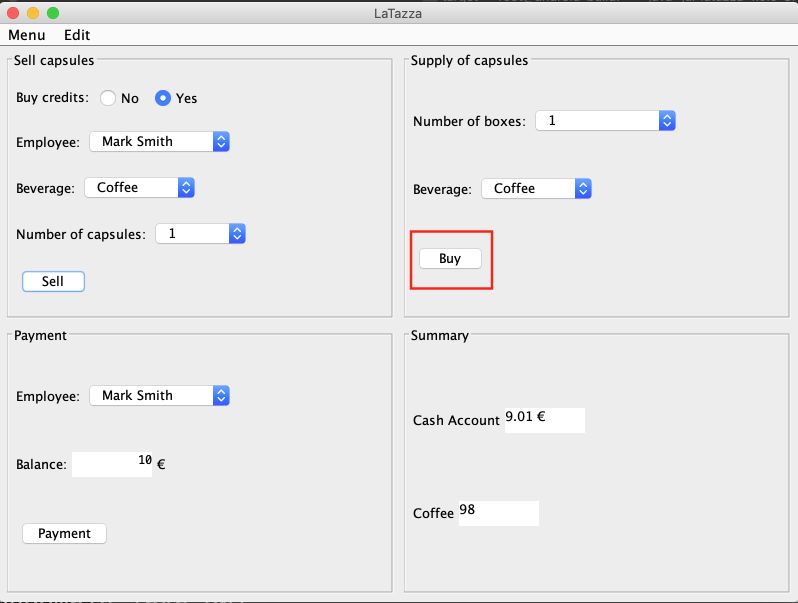 LaTazza
Menu Edit
Sell capsules
Buy credits: No Yes
Employee: Mark Smith
Beverage: Coffee
Number of capsules: 1
Sell
Supply of capsules
Number of boxes: 1
Beverage: Coffee
Buy
Payment
Employee: Mark Smith
Balance: 10 €
Payment
Summary
Cash Account 9.01 €
Coffee 98